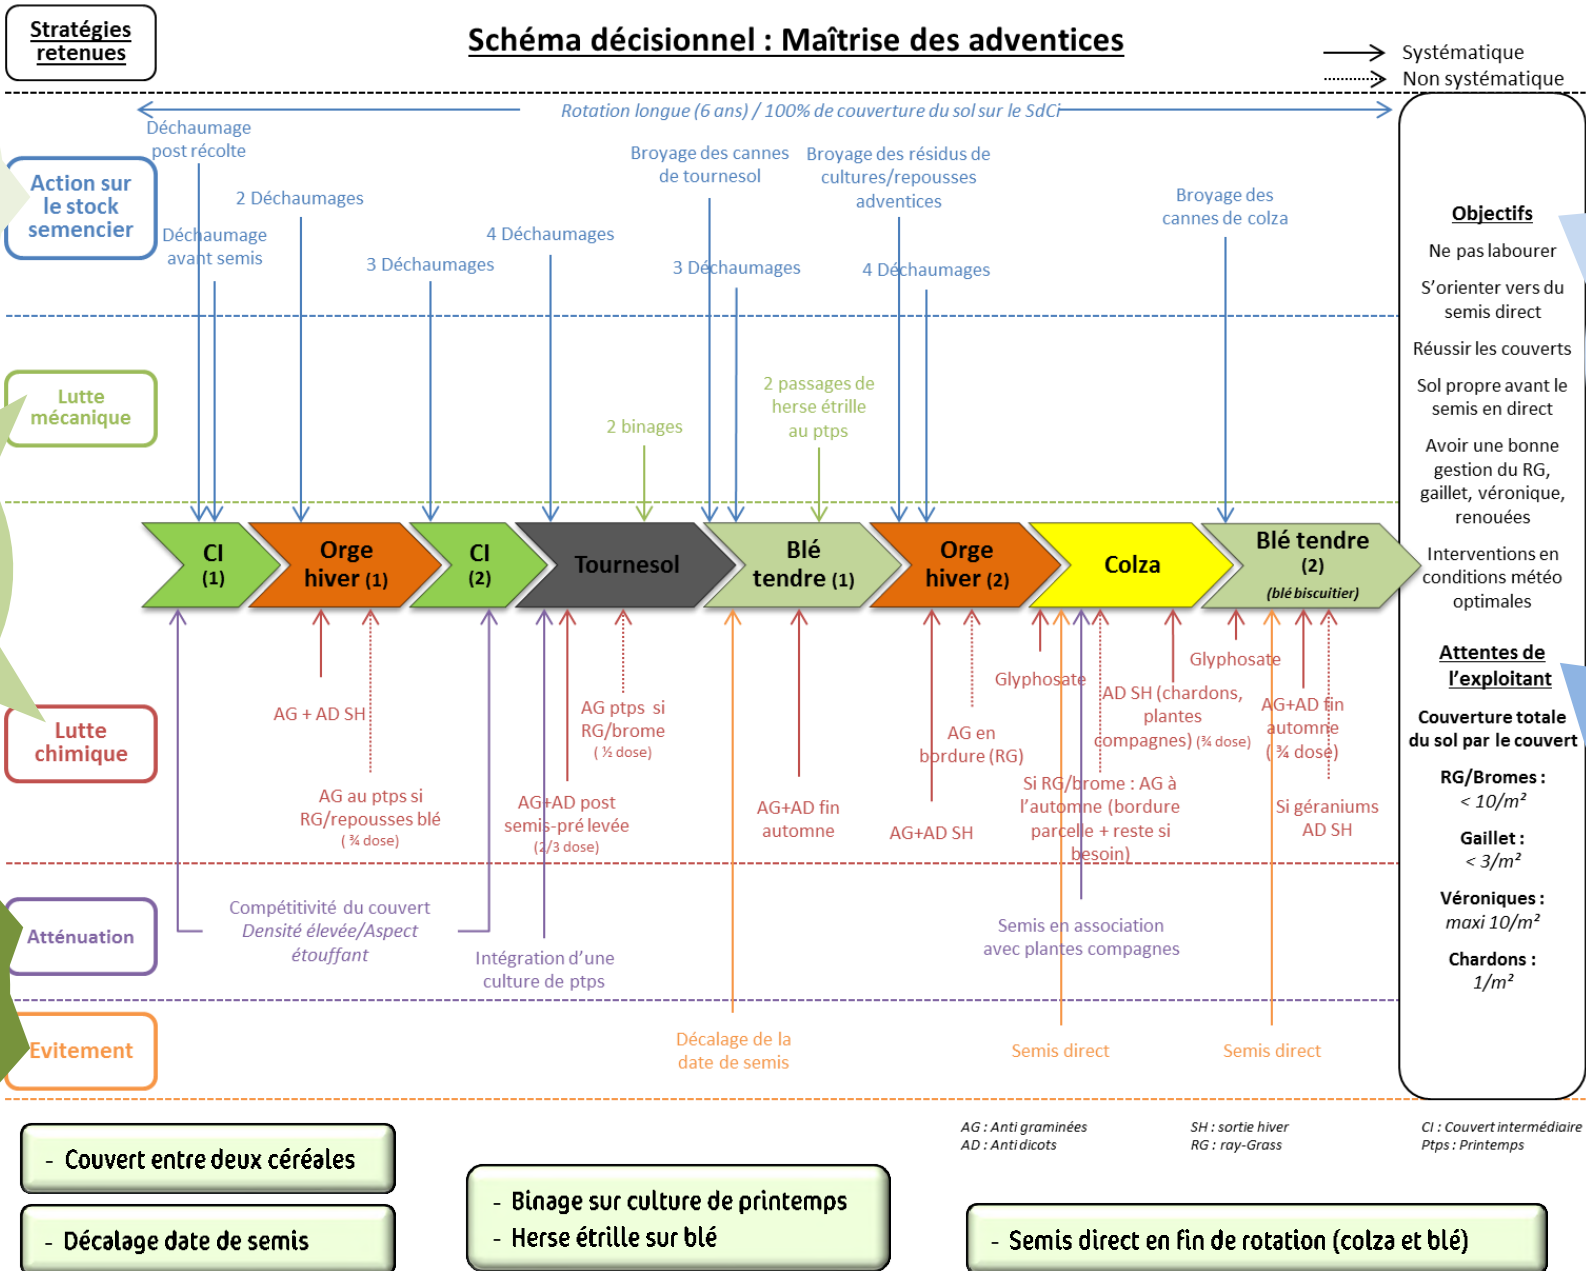 Stratégies
retenues
Schéma décisionnel : Maîtrise des adventices
Systématique
Non systématique
Rotation longue (6 ans) / 100% de couverture du sol sur le SdCi
Action sur
le stock
semencier
Déchaumage
post récolte
Déchaumage
avant semis
2 Déchaumages
3 Déchaumages
4 Déchaumages
Broyage des cannes
de tournesol
3 Déchaumages
Broyage des résidus de
cultures/repousses
adventices
4 Déchaumages
Broyage des
cannes de colza
Lutte
mécanique
2 binages
2 passages de
herse étrille
au ptps
CI
(1)
Orge
hiver (1)
CI
(2)
Tournesol
Blé
tendre (1)
Orge
hiver (2)
Colza
Blé tendre
(2)
(blé biscuitier)
Lutte
chimique
AG + AD SH
AG au ptps si
RG/repousses blé
( ¾ dose)
AG+AD post
semis-pré levée
(2/3 dose)
AG ptps si
RG/brome
( ½ dose)
AG+AD fin
automne
AG+AD SH
AG en
bordure (RG)
Glyphosate
Si RG/brome : AG à
l'automne (bordure
parcelle + reste si
besoin)
AD SH (chardons,
plantes
compagnes) (¾ dose)
Glyphosate
AG+AD fin
automne
( ¾ dose)
Si géraniums
AD SH
Atténuation
Compétitivité du couvert
Densité élevée/Aspect
étouffant
Intégration d'une
culture de ptps
Semis en association
avec plantes compagnes
Evitement
Décalage de la
date de semis
Semis direct
Semis direct
Objectifs
Ne pas labourer
S'orienter vers du
semis direct
Réussir les couverts
Sol propre avant le
semis en direct
Avoir une bonne
gestion du RG,
gaillet, véronique,
renouées
Interventions en
conditions météo
optimales
Attentes de
l'exploitant
Couverture totale
du sol par le couvert
RG/Bromes :
< 10/m²
Gaillet :
< 3/m²
Véroniques :
maxi 10/m²
Chardons :
1/m²
AG : Anti graminées
AD : Anti dicots
SH : sortie hiver
RG : ray-Grass
CI : Couvert intermédiaire
Ptps : Printemps
- Couvert entre deux céréales
- Décalage date de semis
- Binage sur culture de printemps
- Herse étrille sur blé
- Semis direct en fin de rotation (colza et blé)